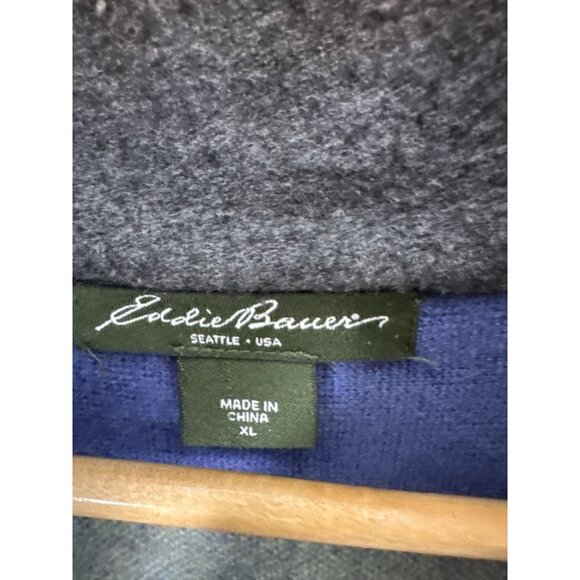 Eddie Bauer
SEATTLE • USA
MADE IN
CHINA
XL